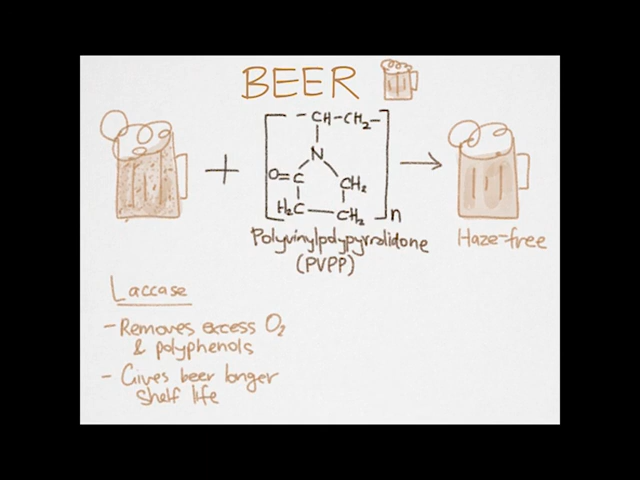 BEER
-CH-CH2-
N
O=C
CH2
H2C
CH2
n
+
Polyvinylpolypyrrolidone
(PVPP)
Haze-free
Laccase
-Removes excess O2
& polyphenols
- Gives beer longer
shelf life